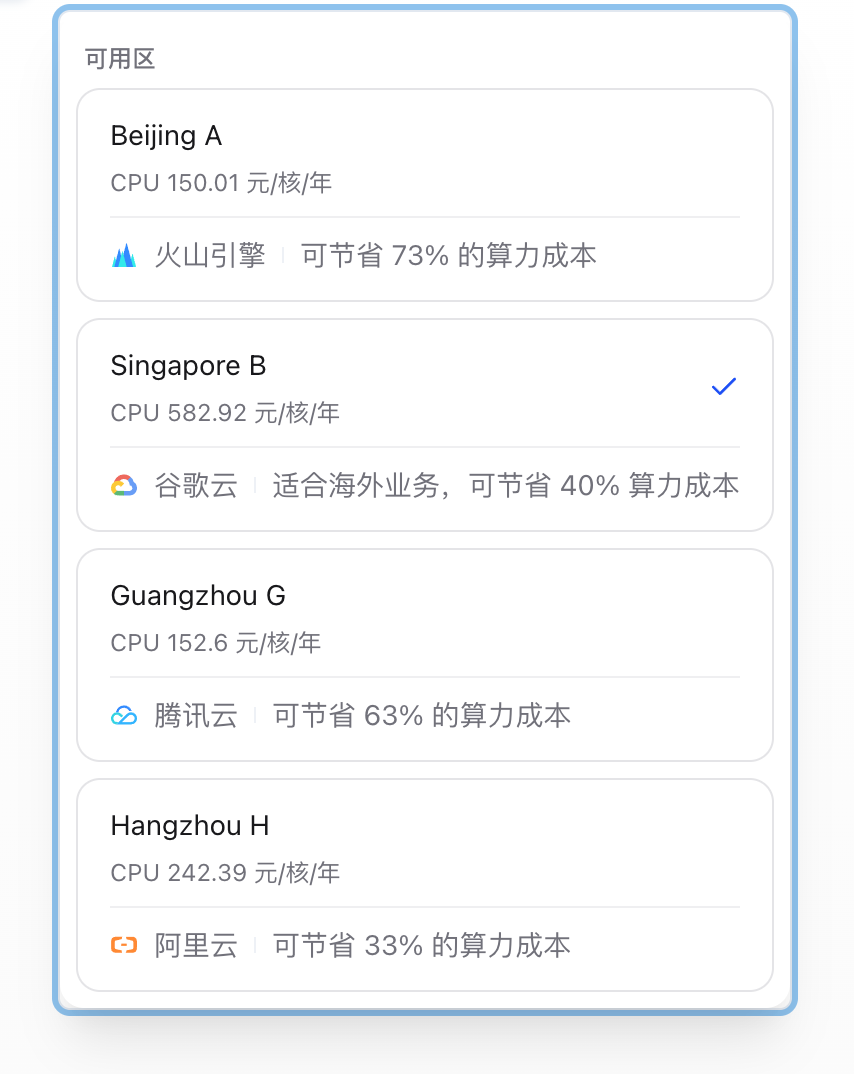 可用区
Beijing A
CPU 150.01 元/核/年
火山引擎 可节省 73% 的算力成本
Singapore B
CPU 582.92 元/核/年
谷歌云 适合海外业务，可节省 40% 算力成本
Guangzhou G
CPU 152.6 元/核/年
腾讯云 可节省 63% 的算力成本
Hangzhou H
CPU 242.39 元/核/年
阿里云 可节省 33% 的算力成本